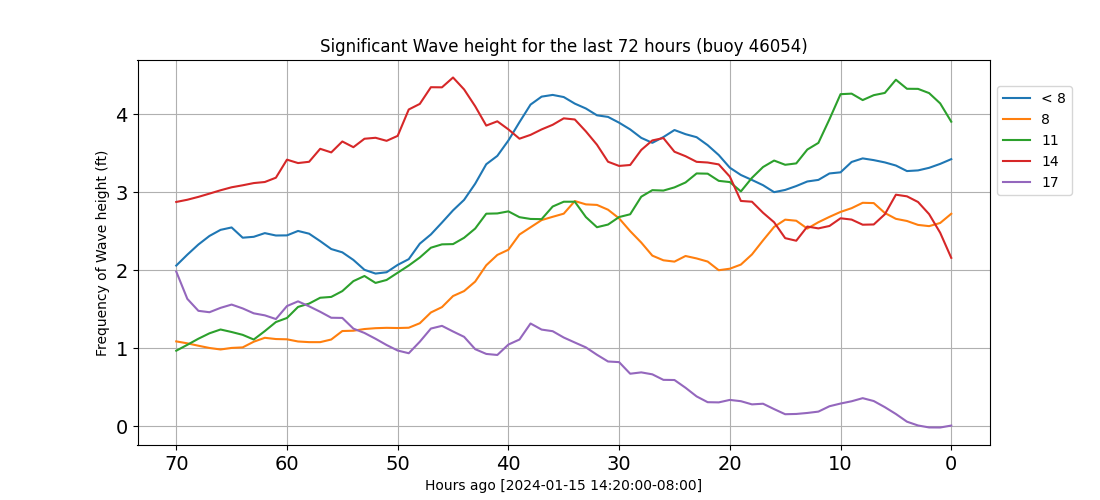 Significant Wave height for the last 72 hours (buoy 46054)
Frequency of Wave height (ft)
4
3
2
1
0
70 60 50 40 30 20 10 0
Hours ago [2024-01-15 14:20:00-08:00]
< 8
8
11
14
17